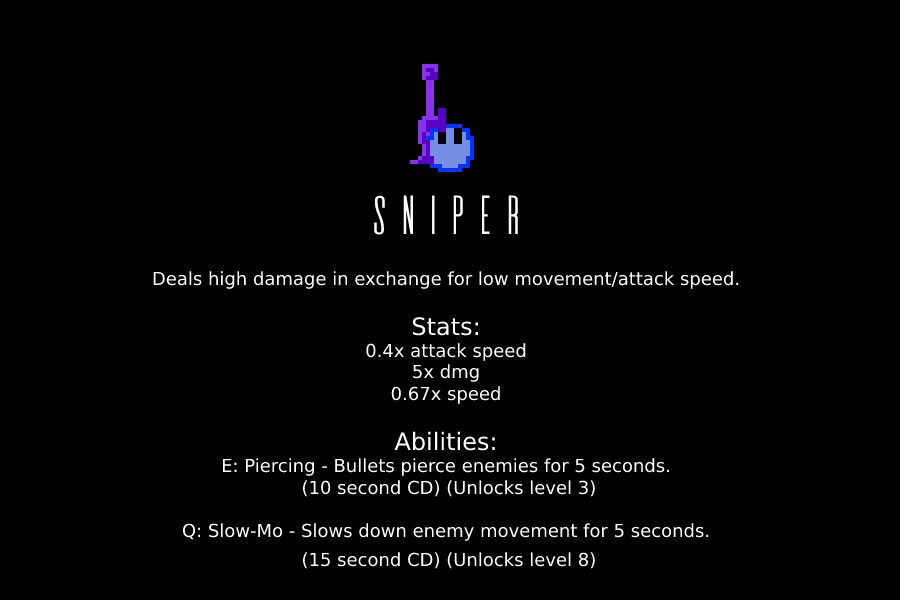 SNIPER
Deals high damage in exchange for low movement/attack speed.
Stats:
0.4x attack speed
5x dmg
0.67x speed
Abilities:
E: Piercing - Bullets pierce enemies for 5 seconds.
(10 second CD) (Unlocks level 3)
Q: Slow-Mo - Slows down enemy movement for 5 seconds.
(15 second CD) (Unlocks level 8)